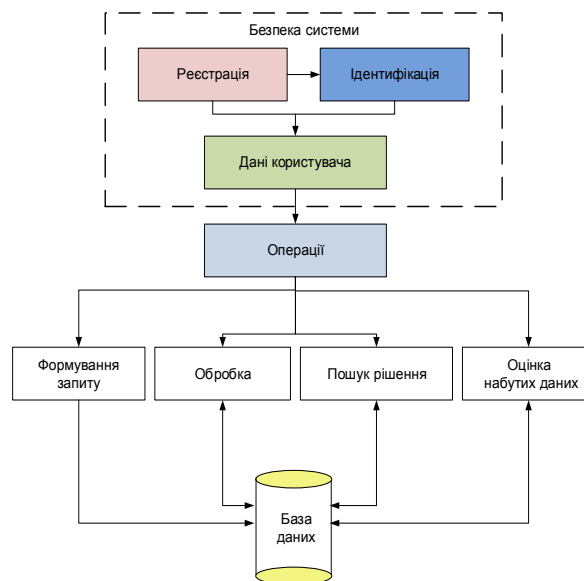 Безпека системи
Реєстрація
Ідентифікація
Дані користувача
Операції
Формування
запиту
Обробка
Пошук рішення
Оцінка
набутих даних
База
даних